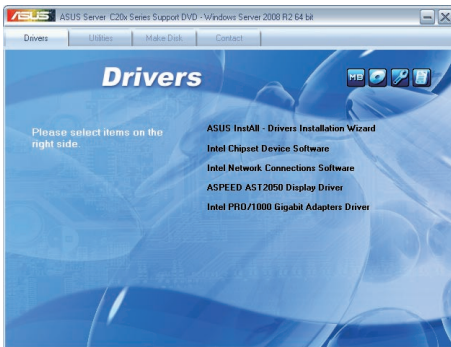 ASUS ASUS Server C20x Series Support DVD - Windows Server 2008 R2 64 bit
Drivers Utilities Make Disk Contact
Drivers
MB
Please select items on the right side.
ASUS InstAll - Drivers Installation Wizard
Intel Chipset Device Software
Intel Network Connections Software
ASPEED AST2050 Display Driver
Intel PRO/1000 Gigabit Adapters Driver